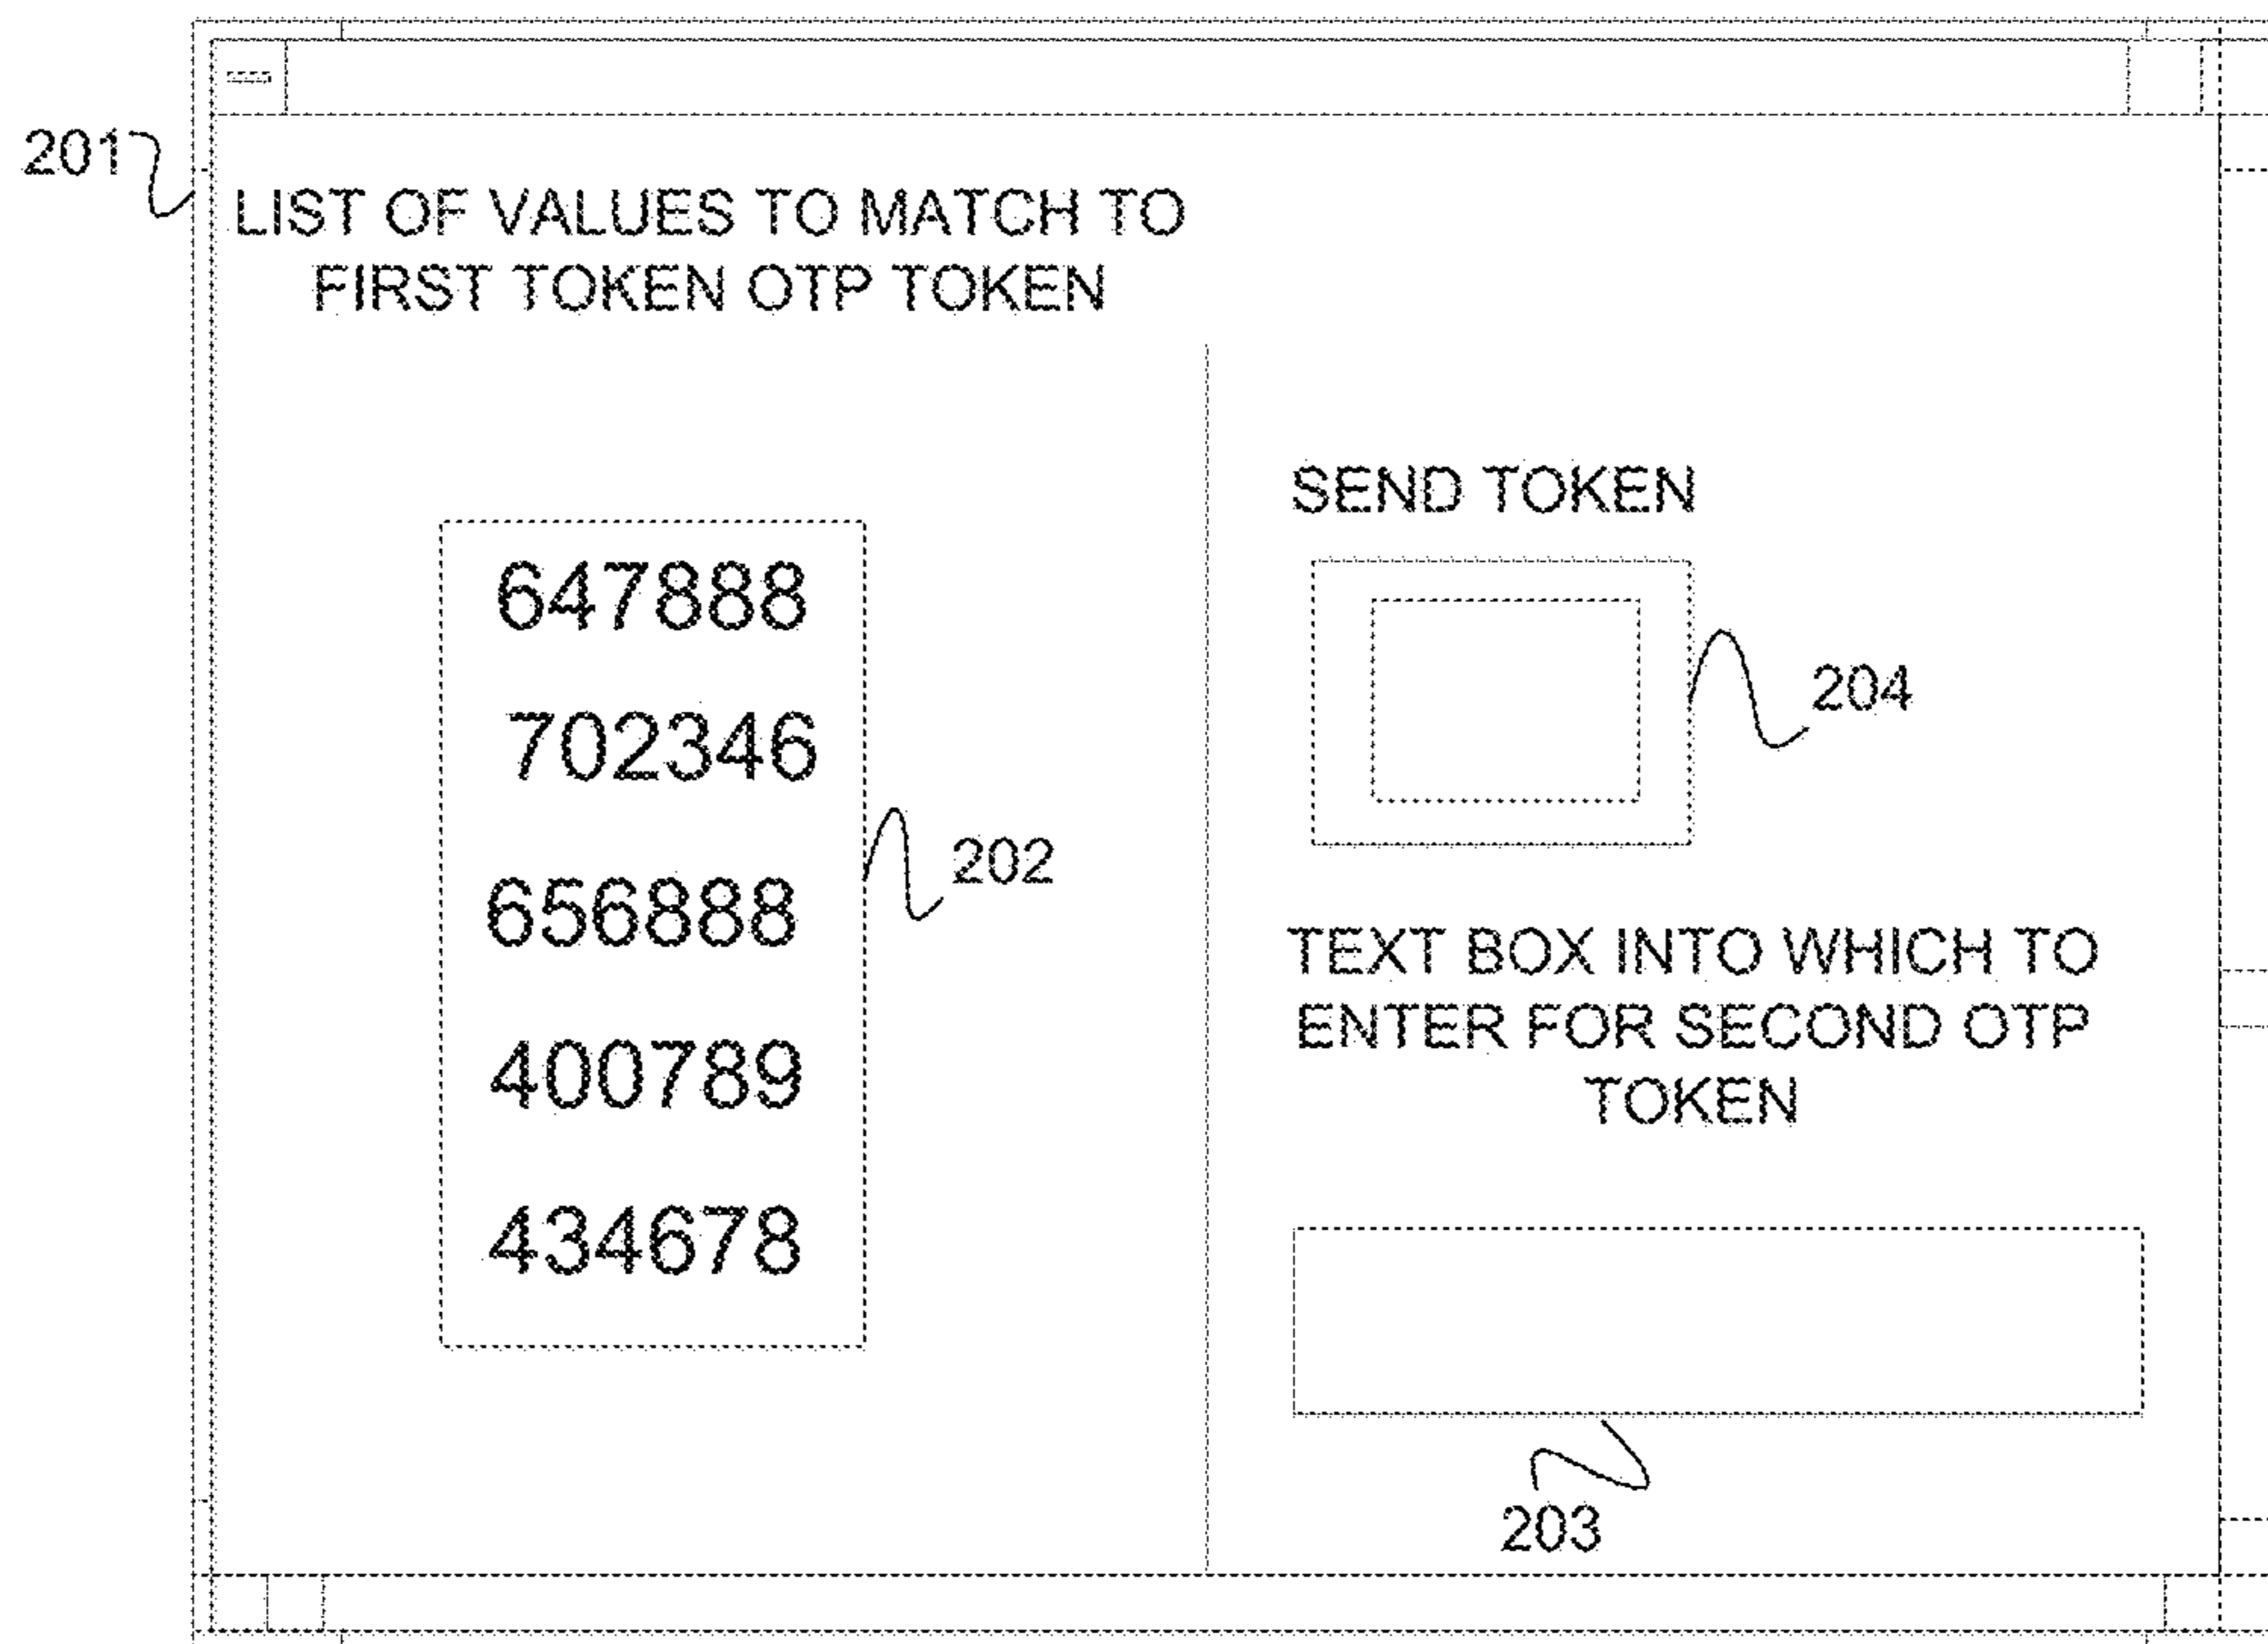 201
LIST OF VALUES TO MATCH TO
FIRST TOKEN OTP TOKEN
647888
702346
656888
400789
434678
202
SEND TOKEN
204
TEXT BOX INTO WHICH TO
ENTER FOR SECOND OTP
TOKEN
203